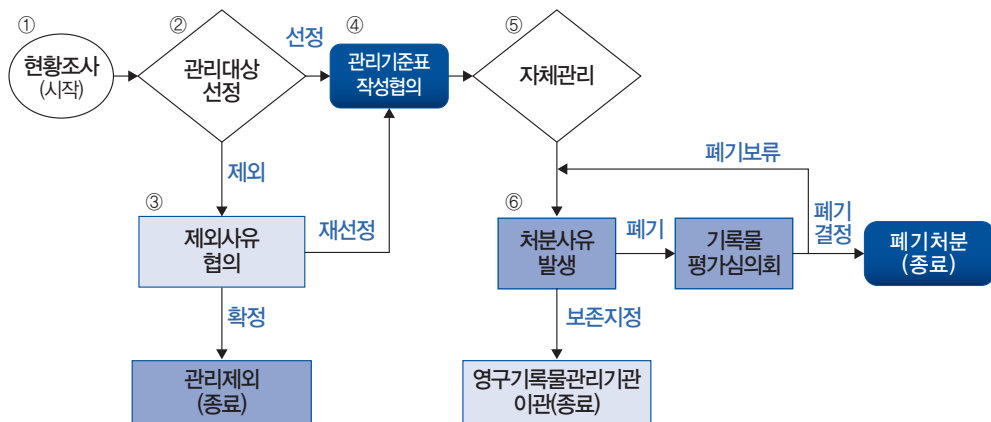 ①
현황조사
(시작)
②
관리대상
선정
선정
④
관리기준표
작성협의
⑤
자체관리
제외
폐기보류
③
제외사유
협의
재선정
⑥
처분사유
발생
폐기
기록물
평가심의회
폐기
결정
폐기처분
(종료)
확정
보존지정
관리제외
(종료)
영구기록물관리기관
이관(종료)